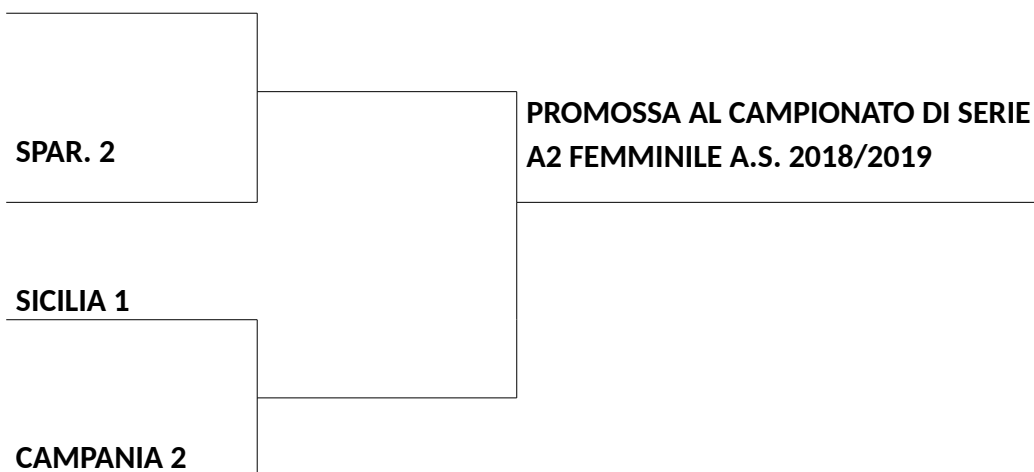 PROMOSSA AL CAMPIONATO DI SERIE
A2 FEMMINILE A.S. 2018/2019
SPAR. 2
SICILIA 1
CAMPANIA 2